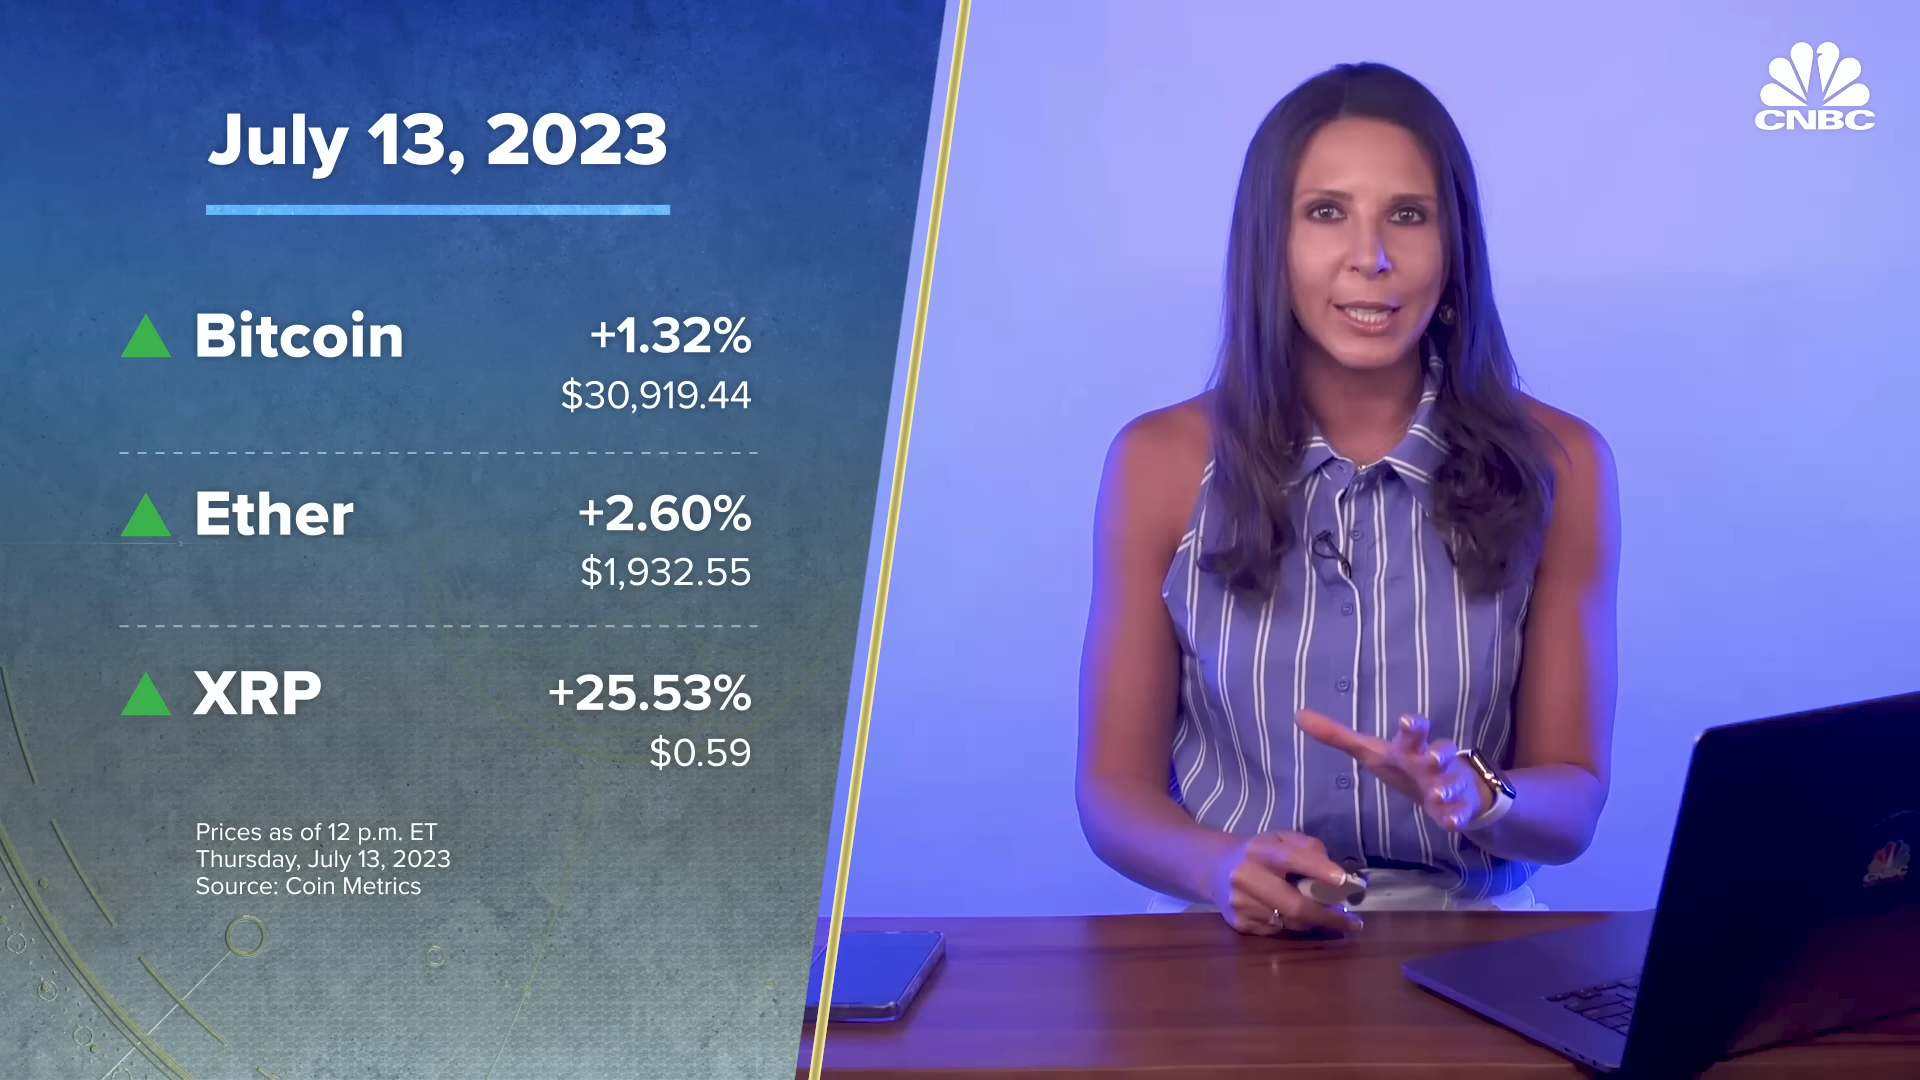 July 13, 2023
Bitcoin +1.32%
$30,919.44
Ether +2.60%
$1,932.55
XRP +25.53%
$0.59
Prices as of 12 p.m. ET
Thursday, July 13, 2023
Source: Coin Metrics
CNBC
CNBC